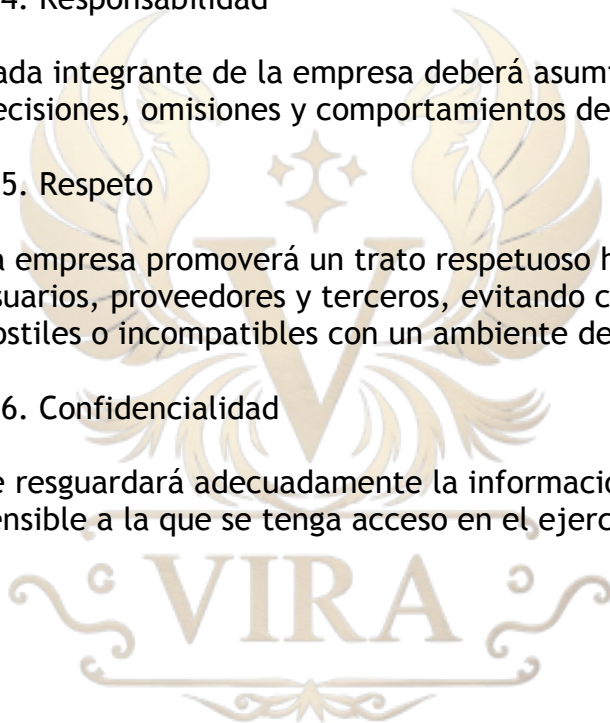 4. Responsabilidad
ada integrante de la empresa deberá asumi
ecisiones, omisiones y comportamientos de
5. Respeto
a empresa promoverá un trato respetuoso h
suarios, proveedores y terceros, evitando c
ostiles o incompatibles con un ambiente de
6. Confidencialidad
e resguardará adecuadamente la informació
ensible a la que se tenga acceso en el ejerc
VIRA